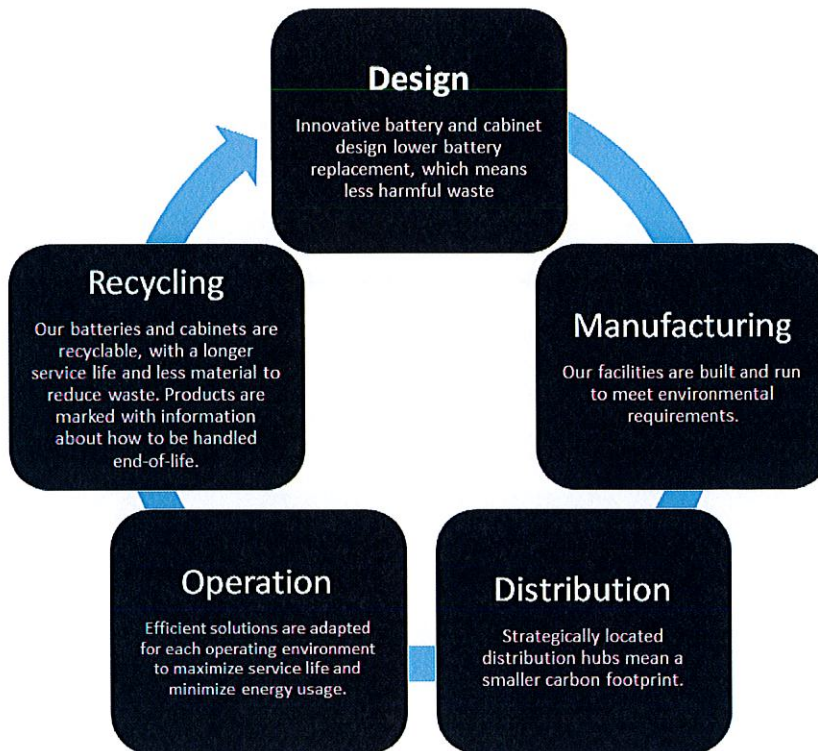 Design
Innovative battery and cabinet
design lower battery
replacement, which means
less harmful waste
Manufacturing
Our facilities are built and run
to meet environmental
requirements.
Distribution
Strategically located
distribution hubs mean a
smaller carbon footprint.
Operation
Efficient solutions are adapted
for each operating environment
to maximize service life and
minimize energy usage.
Recycling
Our batteries and cabinets are
recyclable, with a longer
service life and less material to
reduce waste. Products are
marked with information
about how to be handled
end-of-life.